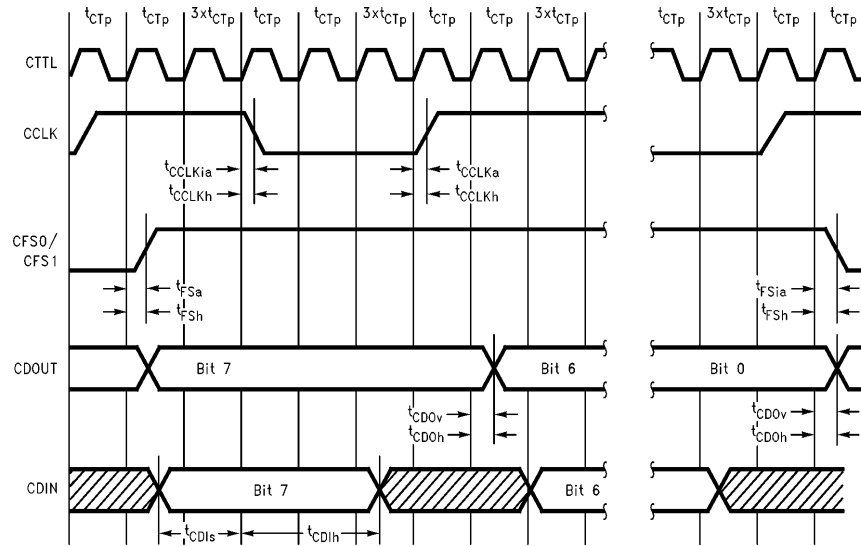 tCTp tCTp 3xtCTp tCTp tCTp 3xtCTp tCTp tCTp 3xtCTp tCTp 3xtCTp tCTp tCTp
CTTL
CCLK
tCCLKia tCCLKa
tCCLKh tCCLKh
CFS0/
CFS1
tFSa tFSia
tFSh tFSh
CDOUT Bit 7 Bit 6 Bit 0
tCDOv tCDOv
tCDOh tCDOh
CDIN Bit 7 Bit 6
tCDIs tCDIh